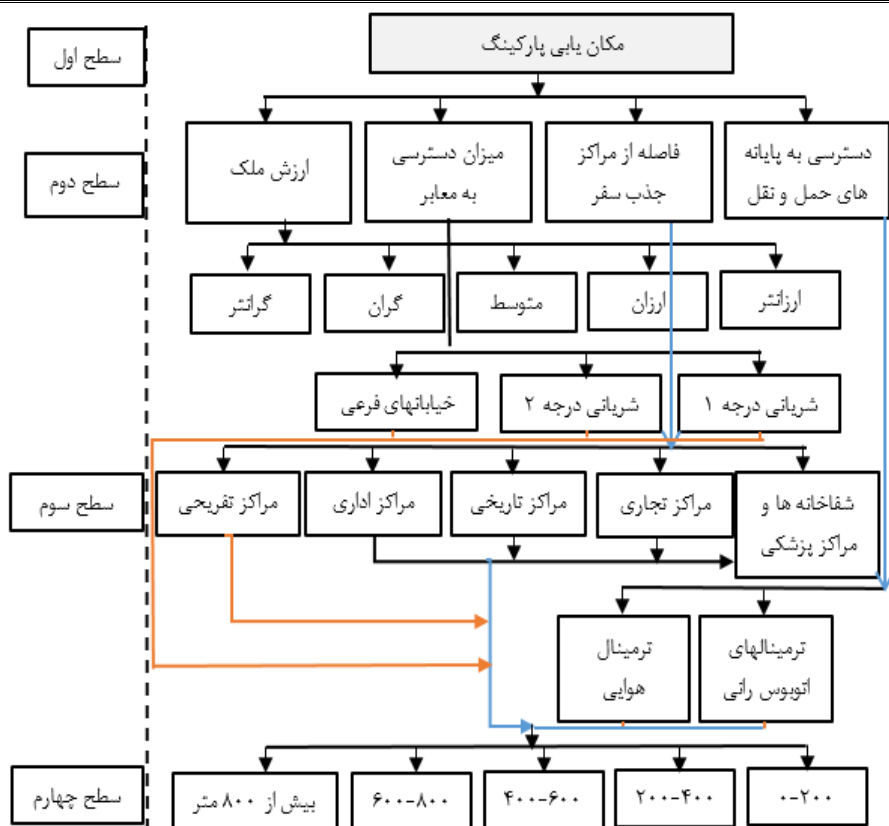 مکان یابی پارکینگ
سطح اول
دسترسی به پایانه
های حمل و نقل
فاصله از مراکز
جذب سفر
میزان دسترسی
به معابر
ارزش ملک
سطح دوم
ارزانتر
ارزان
متوسط
گران
گرانتر
شریانی درجه ۱
شریانی درجه ۲
خیابانهای فرعی
شفاخانه ها و
مراکز پزشکی
مراکز تجاری
مراکز تاریخی
مراکز اداری
مراکز تفریحی
سطح سوم
ترمینالهای
اتوبوس رانی
ترمینال
هوایی
۰-۲۰۰
۲۰۰-۴۰۰
۴۰۰-۶۰۰
۶۰۰-۸۰۰
بیش از ۸۰۰ متر
سطح چهارم